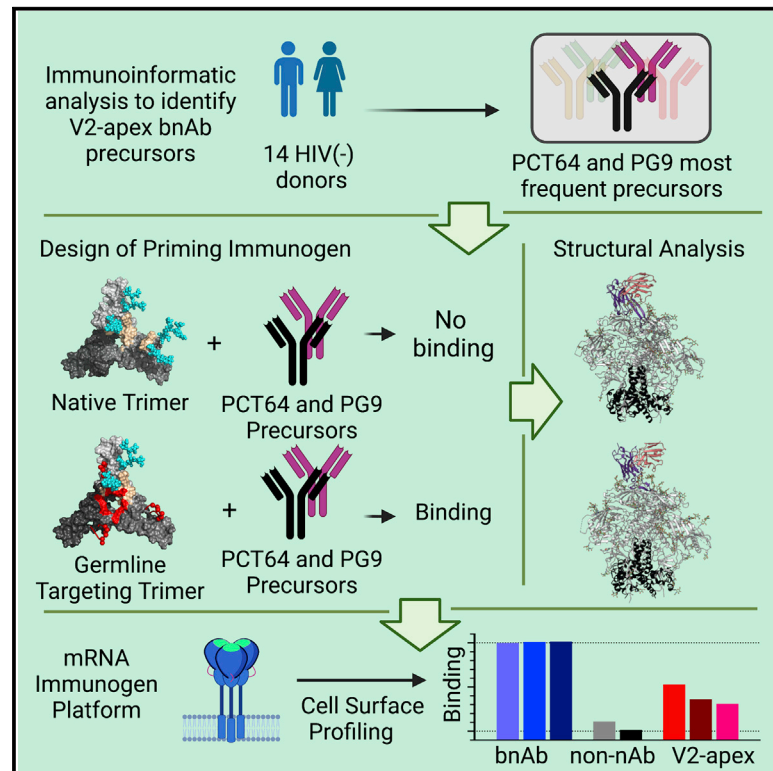 Immunoinformatic
analysis to identify
V2-apex bnAb
precursors
14 HIV(-)
donors
PCT64 and PG9 most
frequent precursors
Design of Priming Immunogen
Structural Analysis
+
No
binding
Native Trimer
PCT64 and PG9
Precursors
+
Binding
Germline
Targeting Trimer
PCT64 and PG9
Precursors
mRNA
Immunogen
Platform
Cell Surface
Profiling
Binding
bnAb
non-nAb
V2-apex